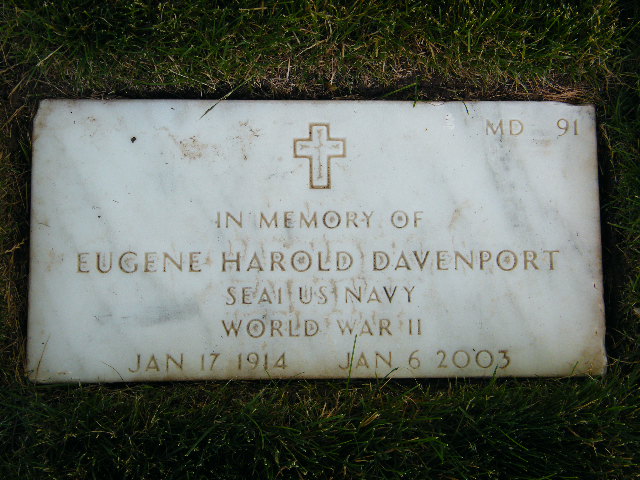 MD 91
IN MEMORY OF
EUGENE HAROLD DAVENPORT
SEA1 US NAVY
WORLD WAR II
JAN 17 1914 JAN 6 2003